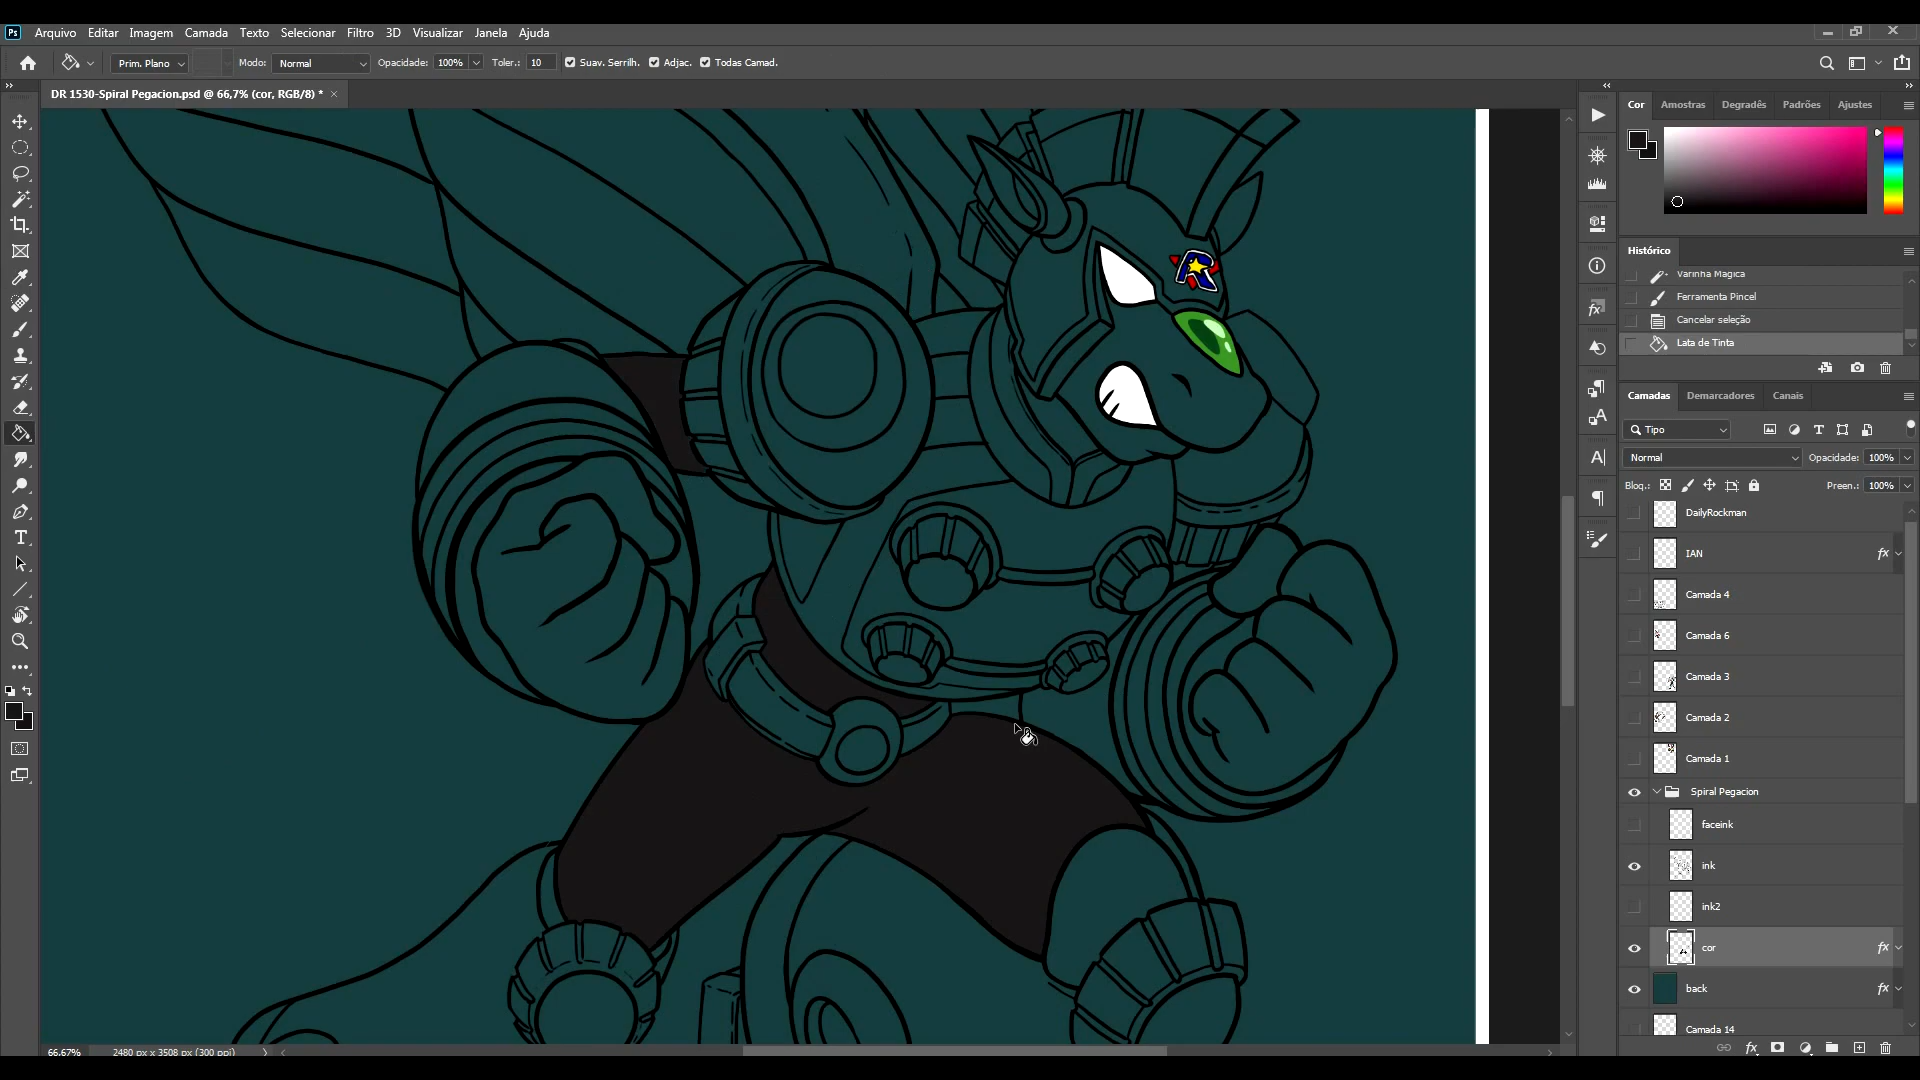 Ps Arquivo Editar Imagem Camada Texto Selecionar Filtro 3D Visualizar Janela Ajuda
Prim. Plano Modo: Normal Opacidade: 100% Toler.: 10 Suav. Serrilh. Adjac. Todas Camad.
DR 1530-Spiral Pegacion.psd @ 66,7% (cor, RGB/8) * ×
Cor Amostras Degradês Padrões Ajustes
R
Histórico
Varinha Mágica
Ferramenta Pincel
Cancelar seleção
Lata de Tinta
Camadas Demarcadores Canais
Tipo
Normal Opacidade: 100%
Bloq.: Preen.: 100%
DailyRockman
IAN fx
Camada 4
Camada 6
Camada 3
Camada 2
Camada 1
Spiral Pegacion
faceink
ink
ink2
cor fx
back fx
Camada 14
66,67% 2480 px x 3508 px (300 ppi)